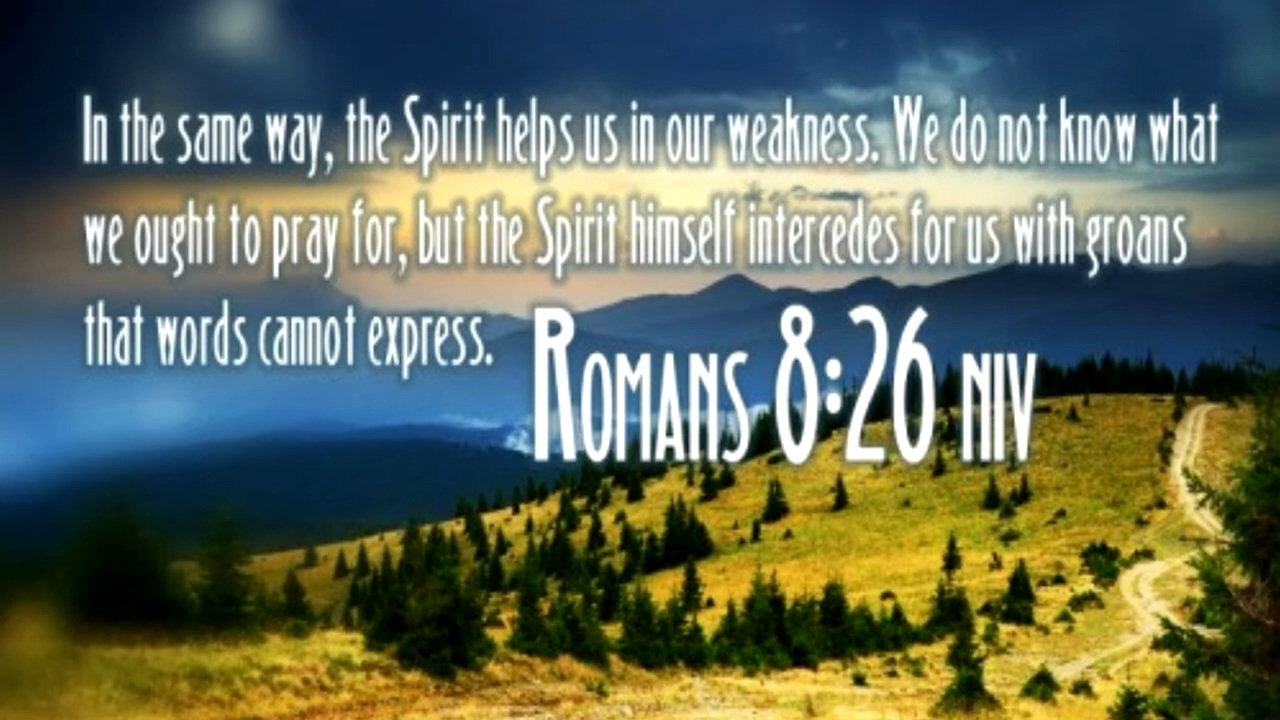 In the same way, the Spirit helps us in our weakness. We do not know what
we ought to pray for, but the Spirit himself intercedes for us with groans
that words cannot express.
Romans 8:26 NIV